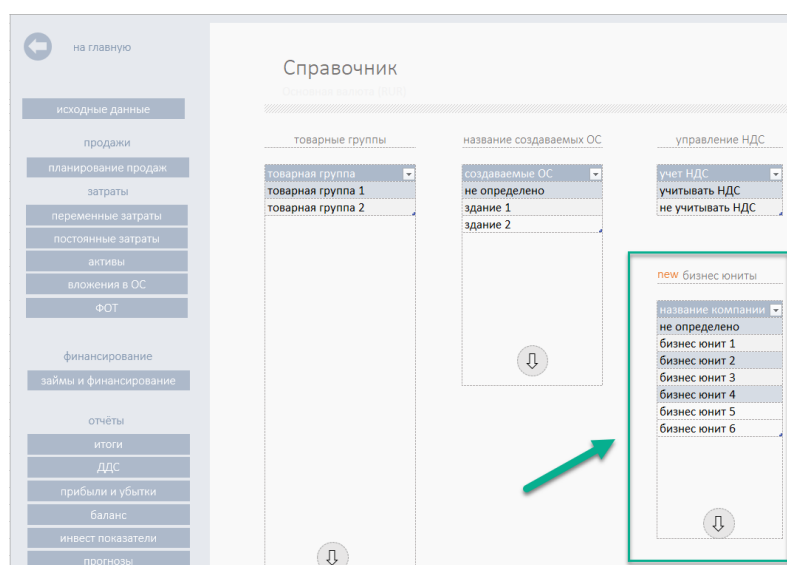 на главную
исходные данные
продажи
планирование продаж
затраты
переменные затраты
постоянные затраты
активы
вложения в ОС
ФОТ
финансирование
займы и финансирование
отчёты
итоги
ДДС
прибыли и убытки
баланс
инвест показатели
прогнозы
Справочник
Основная валюта
товарные группы
товарная группа
товарная группа 1
товарная группа 2
название создаваемых ОС
создаваемые ОС
не определено
здание 1
здание 2
управление НДС
учет НДС
учитывать НДС
не учитывать НДС
new бизнес юниты
название компании
не определено
бизнес юнит 1
бизнес юнит 2
бизнес юнит 3
бизнес юнит 4
бизнес юнит 5
бизнес юнит 6